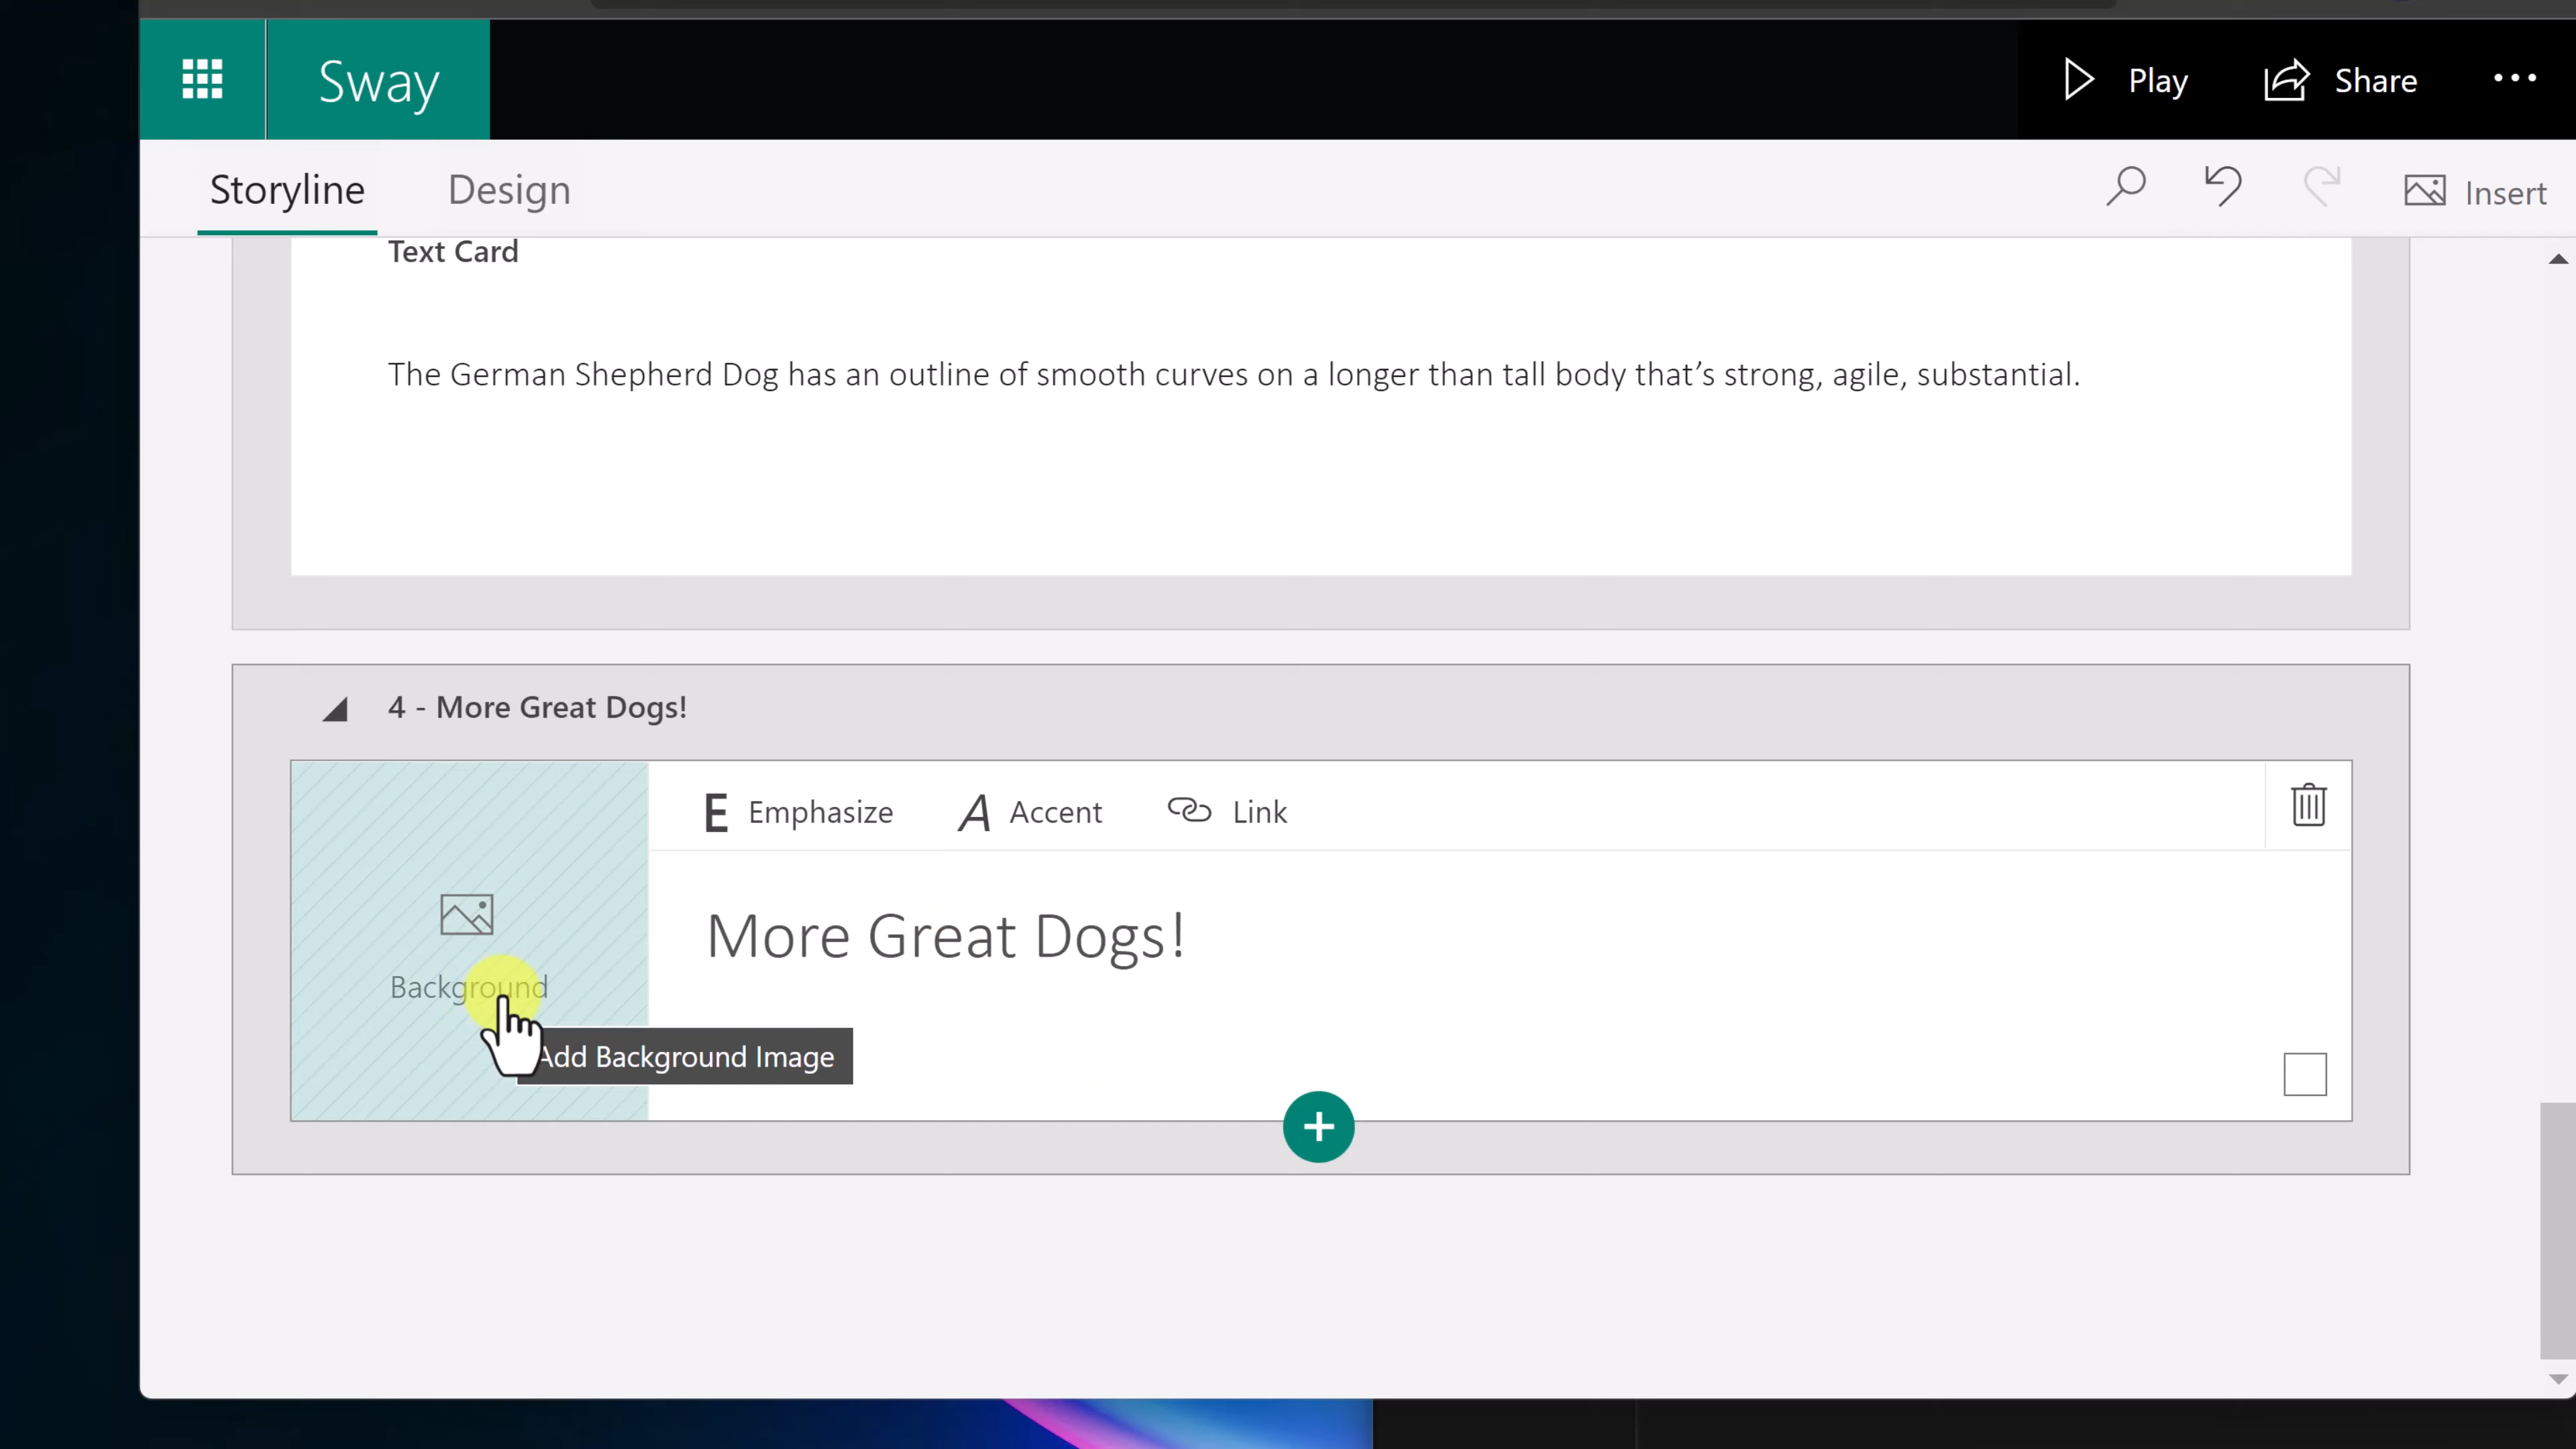 Sway
Play
Share
Storyline
Design
Insert
Text Card
The German Shepherd Dog has an outline of smooth curves on a longer than tall body that’s strong, agile, substantial.
4 - More Great Dogs!
E Emphasize
A Accent
Link
More Great Dogs!
Background
Add Background Image